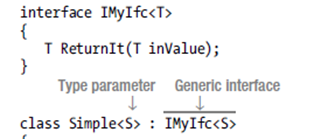 interface IMyIfc<T>
{
T ReturnIt(T inValue);
}
Type parameter Generic interface
↓ ↓
class Simple<S> : IMyIfc<S>